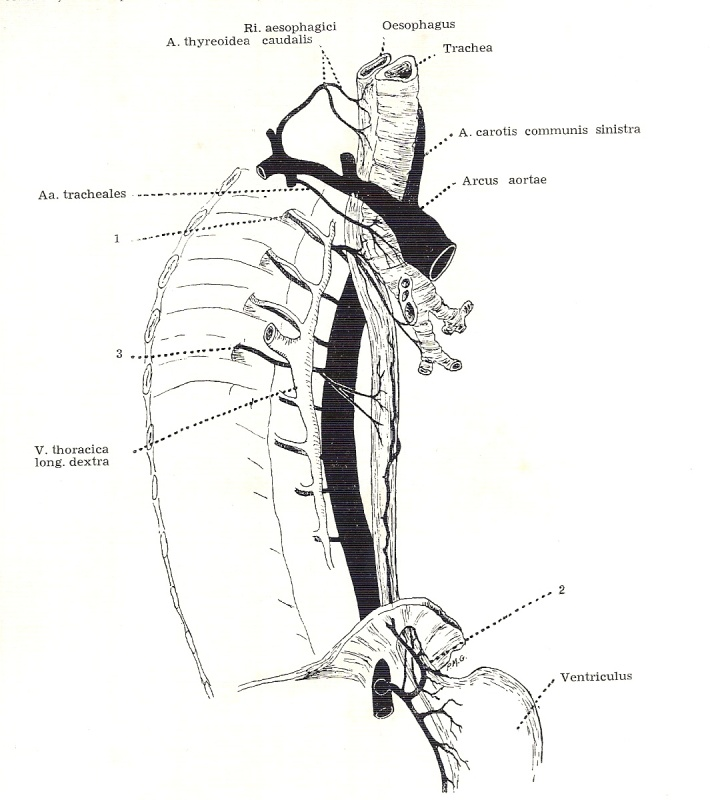 Ri. aesophagici
A. thyreoidea caudalis
Oesophagus
Trachea
A. carotis communis sinistra
Arcus aortae
Aa. tracheales
1
3
V. thoracica
long. dextra
2
P.M.G.
Ventriculus